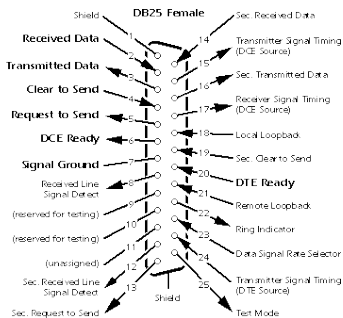 DB25 Female
Shield
Received Data
Transmitted Data
Clear to Send
Request to Send
DCE Ready
Signal Ground
Received Line
Signal Detect
(reserved for testing)
(reserved for testing)
(unassigned)
Sec. Received Line
Signal Detect
Sec. Request to Send
1
2
3
4
5
6
7
8
9
10
11
12
13
14
15
16
17
18
19
20
21
22
23
24
25
Sec. Received Data
Transmitter Signal Timing
(DCE Source)
Sec. Transmitted Data
Receiver Signal Timing
(DCE Source)
Local Loopback
Sec. Clear to Send
DTE Ready
Remote Loopback
Ring Indicator
Data Signal Rate Selector
Transmitter Signal Timing
(DTE Source)
Test Mode
Shield